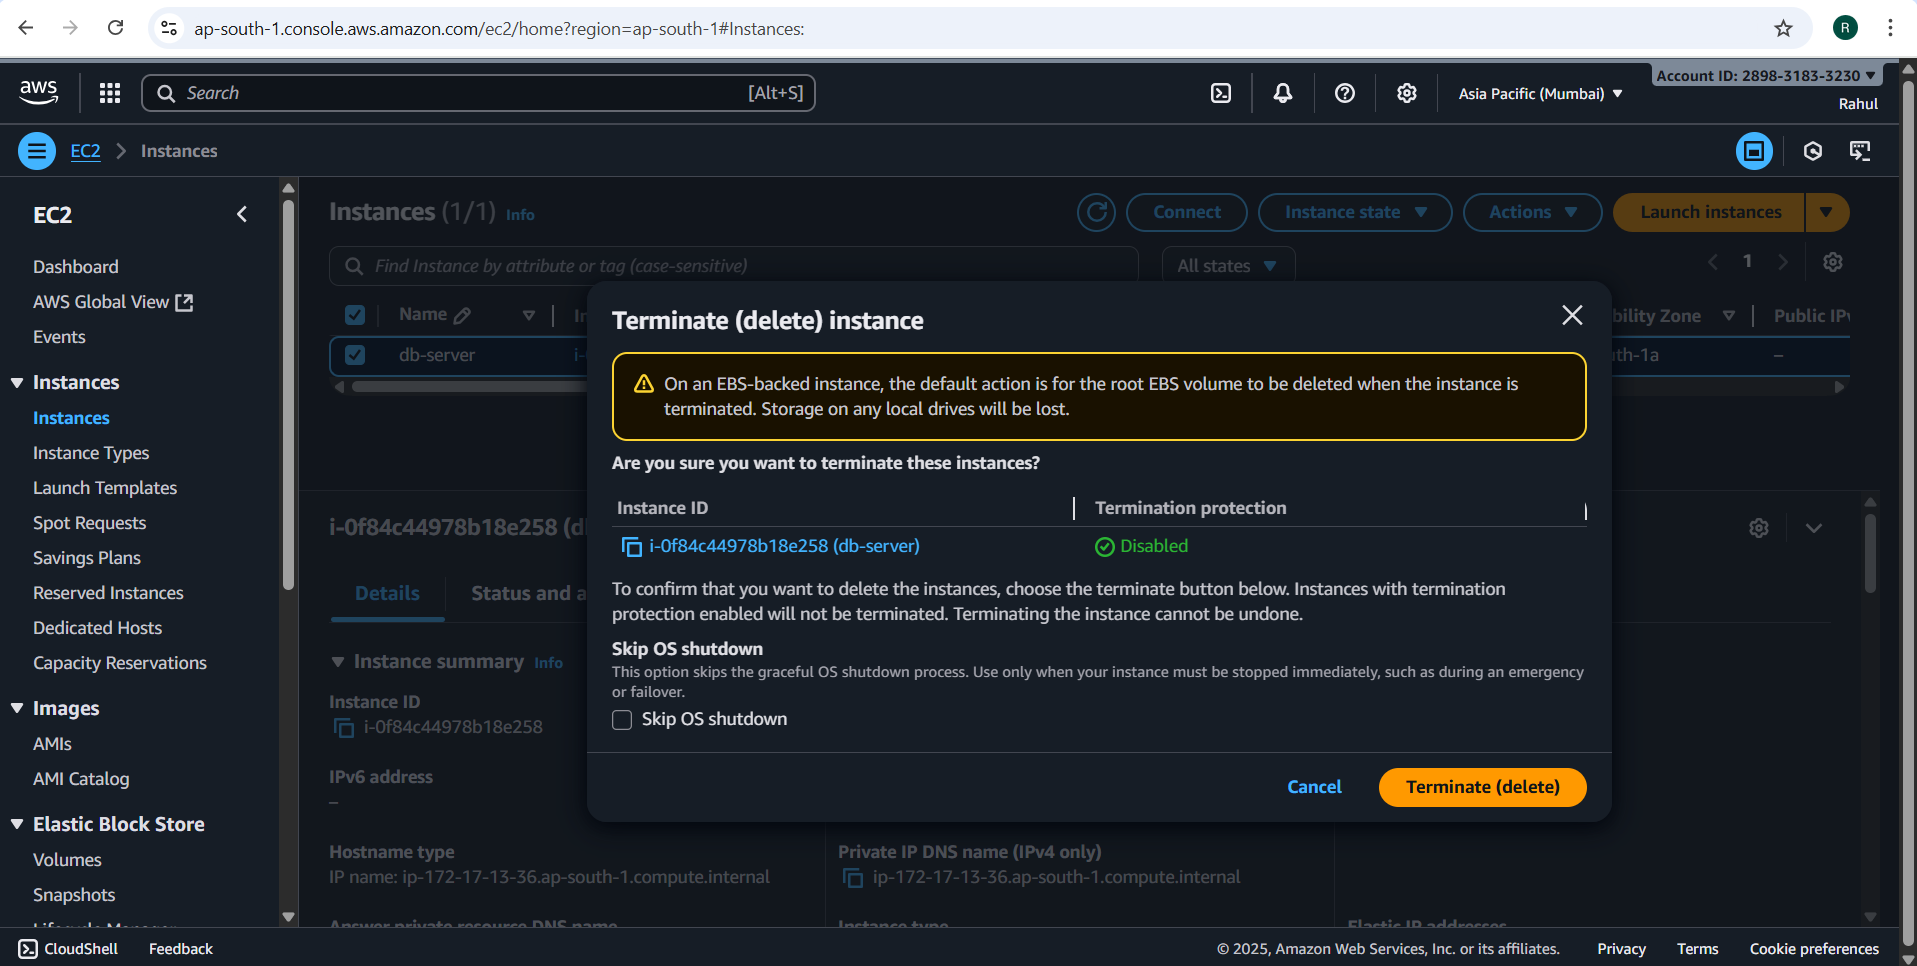 ap-south-1.console.aws.amazon.com/ec2/home?region=ap-south-1#Instances:
R
aws
Search
[Alt+S]
Asia Pacific (Mumbai)
Account ID: 2898-3183-3230
Rahul
EC2
Instances
EC2
Dashboard
AWS Global View
Events
Instances
Instances
Instance Types
Launch Templates
Spot Requests
Savings Plans
Reserved Instances
Dedicated Hosts
Capacity Reservations
Images
AMIs
AMI Catalog
Elastic Block Store
Volumes
Snapshots
Lifecycle Manager
Instances (1/1) Info
Connect
Instance state
Actions
Launch instances
Find Instance by attribute or tag (case-sensitive)
All states
1
Name
bility Zone
Public IPv
db-server
i-
uth-1a
–
Terminate (delete) instance
On an EBS-backed instance, the default action is for the root EBS volume to be deleted when the instance is
terminated. Storage on any local drives will be lost.
Are you sure you want to terminate these instances?
Instance ID
Termination protection
i-0f84c44978b18e258 (db-server)
Disabled
To confirm that you want to delete the instances, choose the terminate button below. Instances with termination
protection enabled will not be terminated. Terminating the instance cannot be undone.
Skip OS shutdown
This option skips the graceful OS shutdown process. Use only when your instance must be stopped immediately, such as during an emergency
or failover.
Skip OS shutdown
Cancel
Terminate (delete)
i-0f84c44978b18e258 (d
Details
Status and a
Instance summary Info
Instance ID
i-0f84c44978b18e258
IPv6 address
–
Hostname type
IP name: ip-172-17-13-36.ap-south-1.compute.internal
Private IP DNS name (IPv4 only)
ip-172-17-13-36.ap-south-1.compute.internal
Answer private resource DNS name
Instance type
Elastic IP addresses
CloudShell
Feedback
© 2025, Amazon Web Services, Inc. or its affiliates.
Privacy
Terms
Cookie preferences